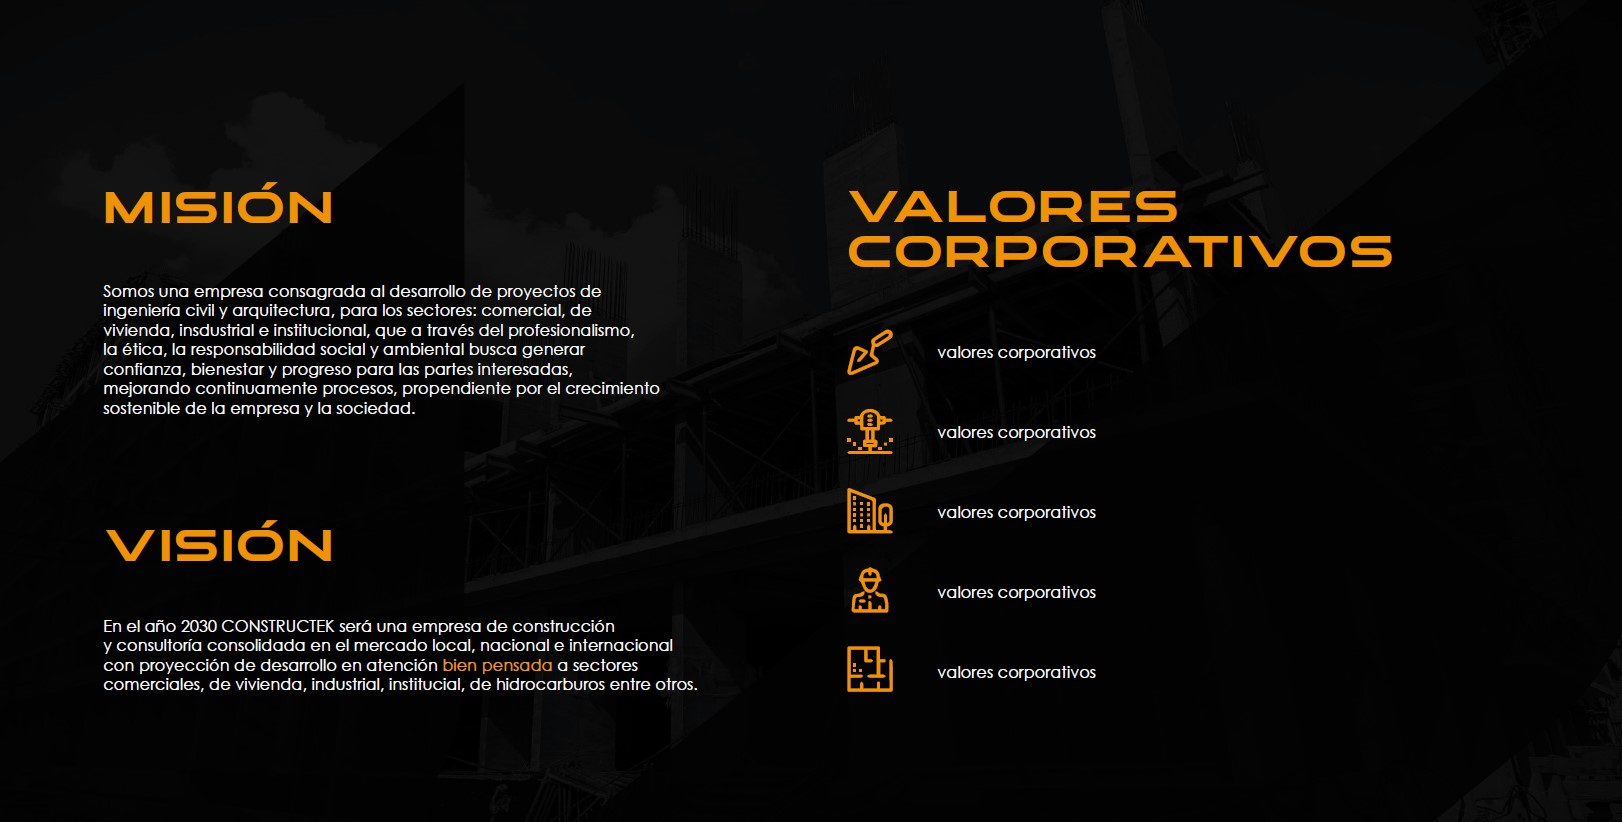 MISIÓN
Somos una empresa consagrada al desarrollo de proyectos de
ingeniería civil y arquitectura, para los sectores: comercial, de
vivienda, insdustrial e institucional, que a través del profesionalismo,
la ética, la responsabilidad social y ambiental busca generar
confianza, bienestar y progreso para las partes interesadas,
mejorando continuamente procesos, propendiente por el crecimiento
sostenible de la empresa y la sociedad.
VISIÓN
En el año 2030 CONSTRUCTEK será una empresa de construcción
y consultoría consolidada en el mercado local, nacional e internacional
con proyección de desarrollo en atención bien pensada a sectores
comerciales, de vivienda, industrial, institucial, de hidrocarburos entre otros.
VALORES
CORPORATIVOS
valores corporativos
valores corporativos
valores corporativos
valores corporativos
valores corporativos